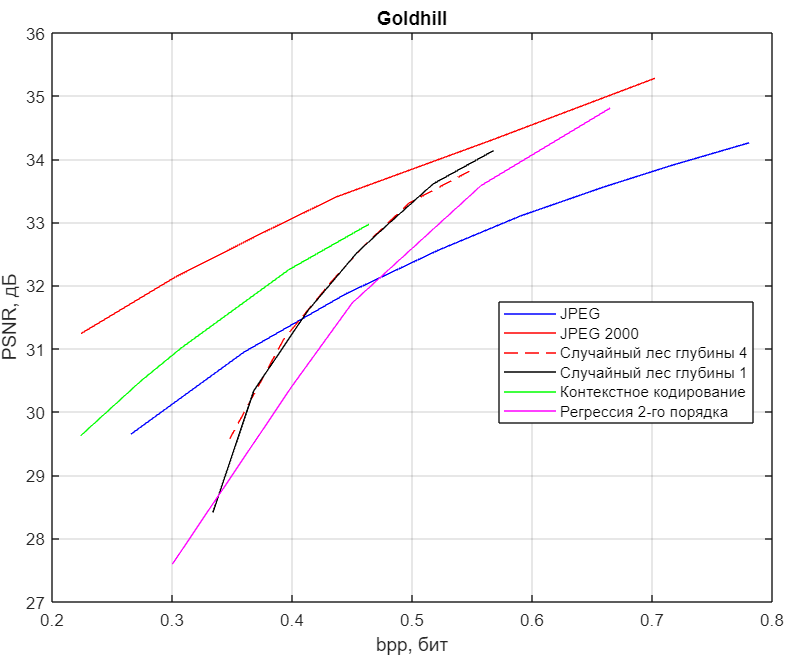 Goldhill
36
35
34
33
32
31
30
29
28
27
PSNR, дБ
JPEG
JPEG 2000
Случайный лес глубины 4
Случайный лес глубины 1
Контекстное кодирование
Регрессия 2-го порядка
0.2 0.3 0.4 0.5 0.6 0.7 0.8
bpp, бит